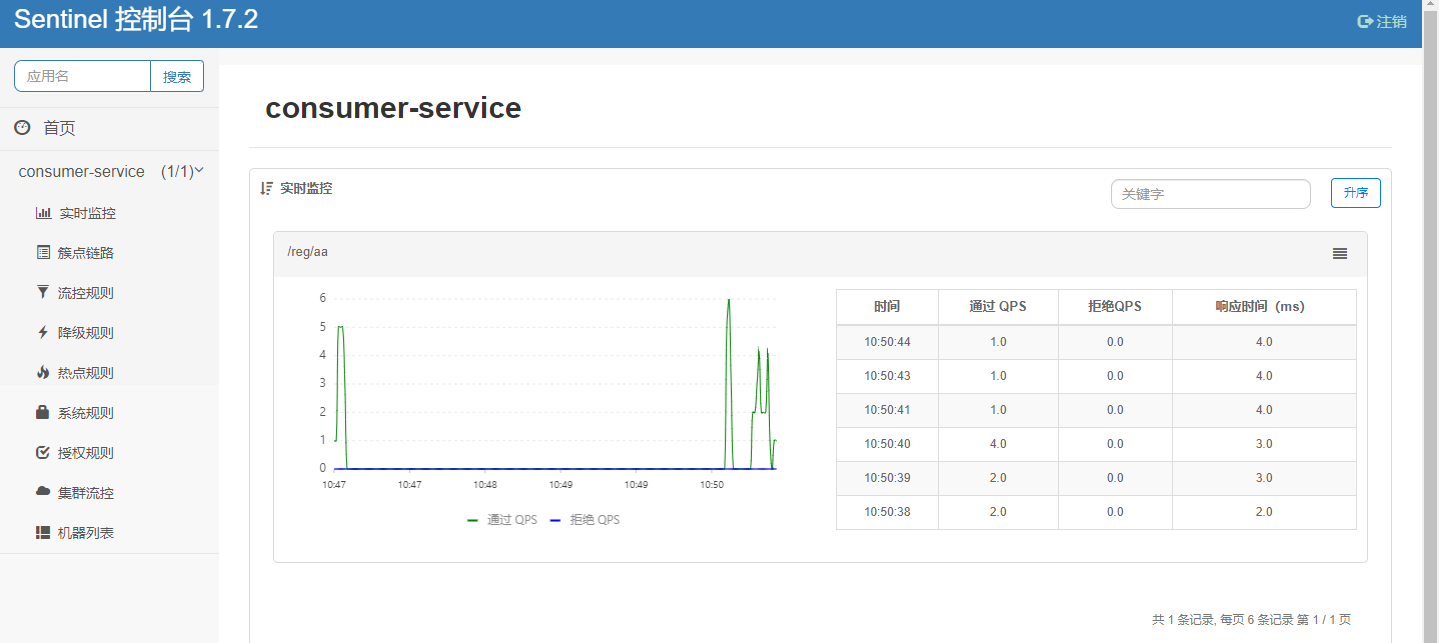 Sentinel 控制台 1.7.2
注销
应用名 搜索
首页
consumer-service (1/1)
实时监控
簇点链路
流控规则
降级规则
热点规则
系统规则
授权规则
集群流控
机器列表
consumer-service
实时监控
关键字 升序
/reg/aa
6
5
4
3
2
1
0
10:47 10:47 10:48 10:49 10:49 10:50
通过 QPS 拒绝 QPS
时间 通过 QPS 拒绝QPS 响应时间（ms）
10:50:44 1.0 0.0 4.0
10:50:43 1.0 0.0 4.0
10:50:41 1.0 0.0 4.0
10:50:40 4.0 0.0 3.0
10:50:39 2.0 0.0 3.0
10:50:38 2.0 0.0 2.0
共 1 条记录, 每页 6 条记录 第 1 / 1 页